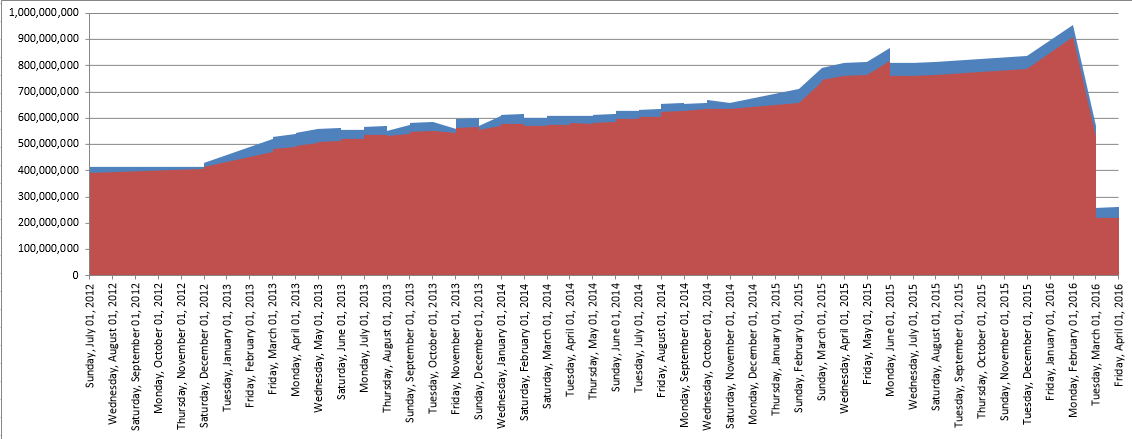 1,000,000,000
900,000,000
800,000,000
700,000,000
600,000,000
500,000,000
400,000,000
300,000,000
200,000,000
100,000,000
0
Sunday, July 01, 2012
Wednesday, August 01, 2012
Saturday, September 01, 2012
Monday, October 01, 2012
Thursday, November 01, 2012
Saturday, December 01, 2012
Tuesday, January 01, 2013
Friday, February 01, 2013
Friday, March 01, 2013
Monday, April 01, 2013
Wednesday, May 01, 2013
Saturday, June 01, 2013
Monday, July 01, 2013
Thursday, August 01, 2013
Sunday, September 01, 2013
Tuesday, October 01, 2013
Friday, November 01, 2013
Sunday, December 01, 2013
Wednesday, January 01, 2014
Saturday, February 01, 2014
Saturday, March 01, 2014
Tuesday, April 01, 2014
Thursday, May 01, 2014
Sunday, June 01, 2014
Tuesday, July 01, 2014
Friday, August 01, 2014
Monday, September 01, 2014
Wednesday, October 01, 2014
Saturday, November 01, 2014
Monday, December 01, 2014
Thursday, January 01, 2015
Sunday, February 01, 2015
Sunday, March 01, 2015
Wednesday, April 01, 2015
Friday, May 01, 2015
Monday, June 01, 2015
Wednesday, July 01, 2015
Saturday, August 01, 2015
Tuesday, September 01, 2015
Thursday, October 01, 2015
Sunday, November 01, 2015
Tuesday, December 01, 2015
Friday, January 01, 2016
Monday, February 01, 2016
Tuesday, March 01, 2016
Friday, April 01, 2016